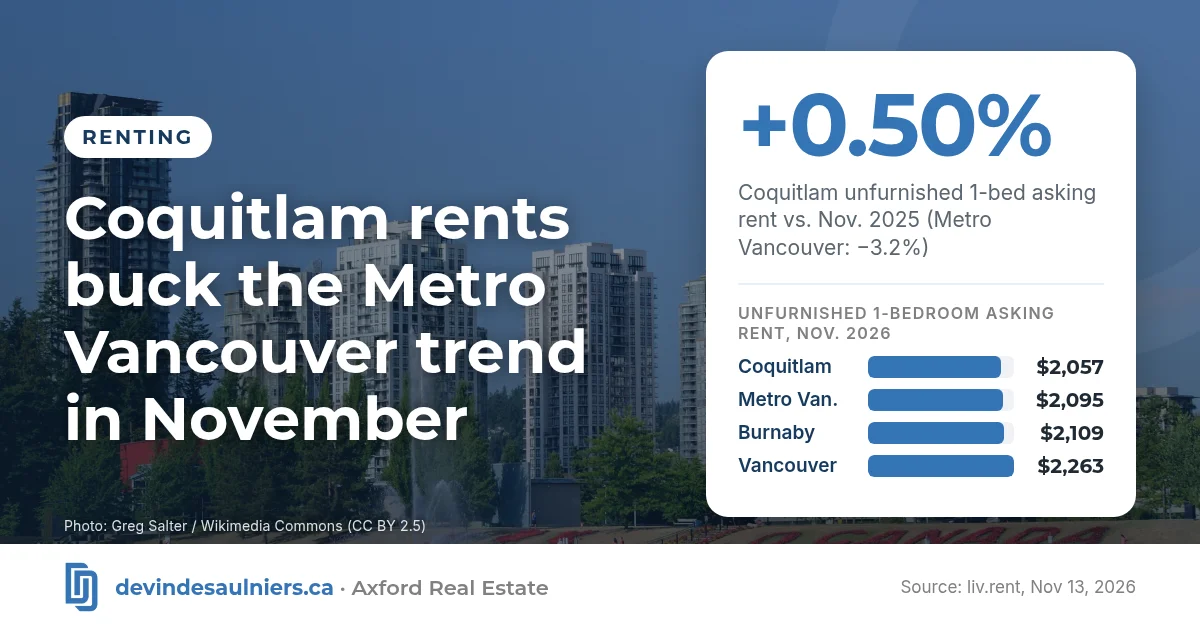 RENTING
Coquitlam rents
buck the Metro
Vancouver trend
in November
Photo: Greg Salter / Wikimedia Commons (CC BY 2.5)
+0.50%
Coquitlam unfurnished 1-bed asking
rent vs. Nov. 2025 (Metro
Vancouver: −3.2%)
UNFURNISHED 1-BEDROOM ASKING
RENT, NOV. 2026
Coquitlam $2,057
Metro Van. $2,095
Burnaby $2,109
Vancouver $2,263
CANADA
devindesaulniers.ca · Axford Real Estate
Source: liv.rent, Nov 13, 2026